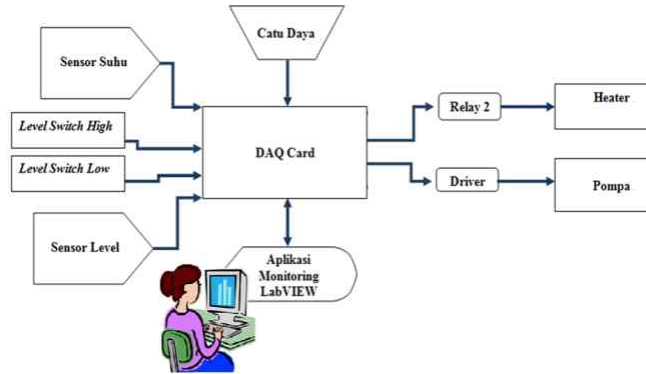 Catu Daya
Sensor Suhu
Level Switch High
Level Switch Low
Sensor Level
DAQ Card
Relay 2
Heater
Driver
Pompa
Aplikasi
Monitoring
LabVIEW